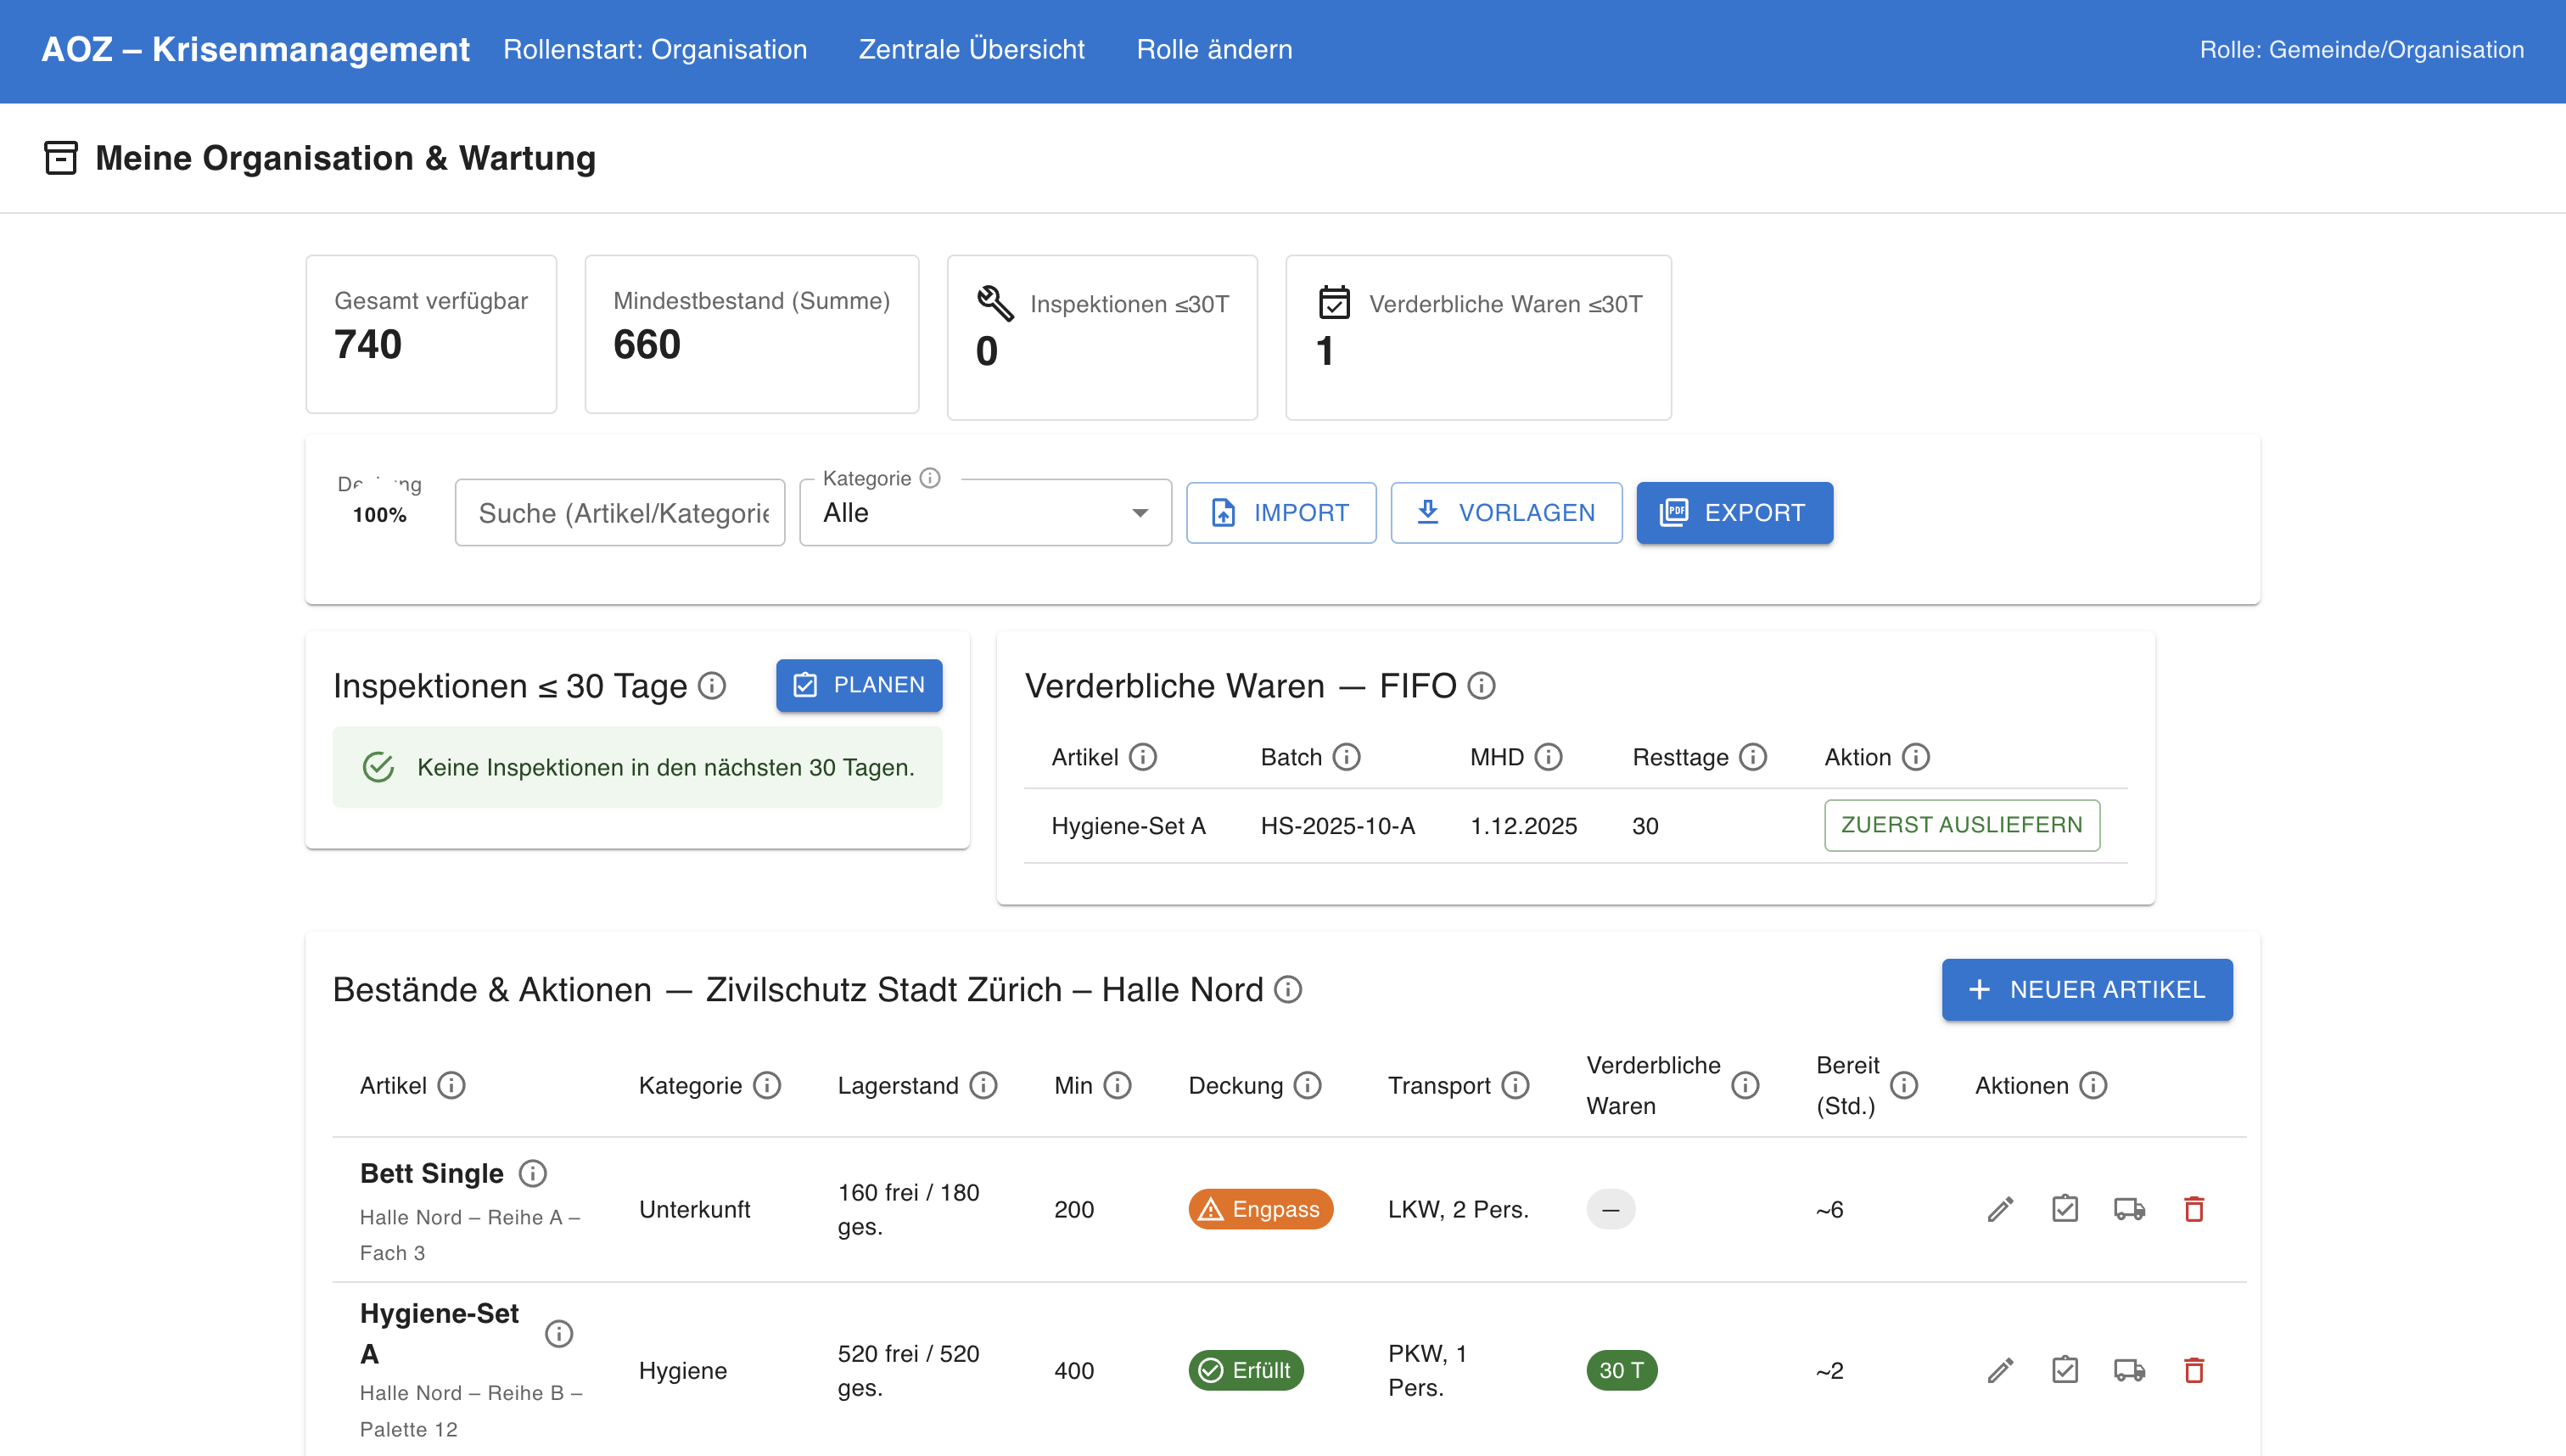 AOZ – Krisenmanagement
Rollenstart: Organisation
Zentrale Übersicht
Rolle ändern
Rolle: Gemeinde/Organisation
Meine Organisation & Wartung
Gesamt verfügbar
740
Mindestbestand (Summe)
660
Inspektionen ≤30T
0
Verderbliche Waren ≤30T
1
100%
Suche (Artikel/Kategorie
Kategorie
Alle
IMPORT
VORLAGEN
PDF
EXPORT
Inspektionen ≤ 30 Tage
PLANEN
Keine Inspektionen in den nächsten 30 Tagen.
Verderbliche Waren — FIFO
Artikel
Batch
MHD
Resttage
Aktion
Hygiene-Set A
HS-2025-10-A
1.12.2025
30
ZUERST AUSLIEFERN
Bestände & Aktionen — Zivilschutz Stadt Zürich – Halle Nord
+ NEUER ARTIKEL
Artikel
Kategorie
Lagerstand
Min
Deckung
Transport
Verderbliche
Waren
Bereit
(Std.)
Aktionen
Bett Single
Halle Nord – Reihe A –
Fach 3
Unterkunft
160 frei / 180
ges.
200
Engpass
LKW, 2 Pers.
—
~6
Hygiene-Set
A
Halle Nord – Reihe B –
Palette 12
Hygiene
520 frei / 520
ges.
400
Erfüllt
PKW, 1
Pers.
30 T
~2